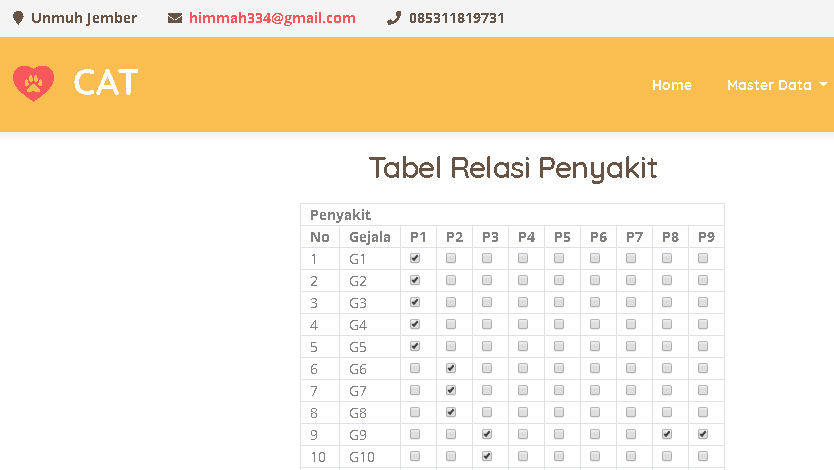 Unmuh Jember himmah334@gmail.com 085311819731
CAT Home Master Data
Tabel Relasi Penyakit
Penyakit
No Gejala P1 P2 P3 P4 P5 P6 P7 P8 P9
1 G1
2 G2
3 G3
4 G4
5 G5
6 G6
7 G7
8 G8
9 G9
10 G10